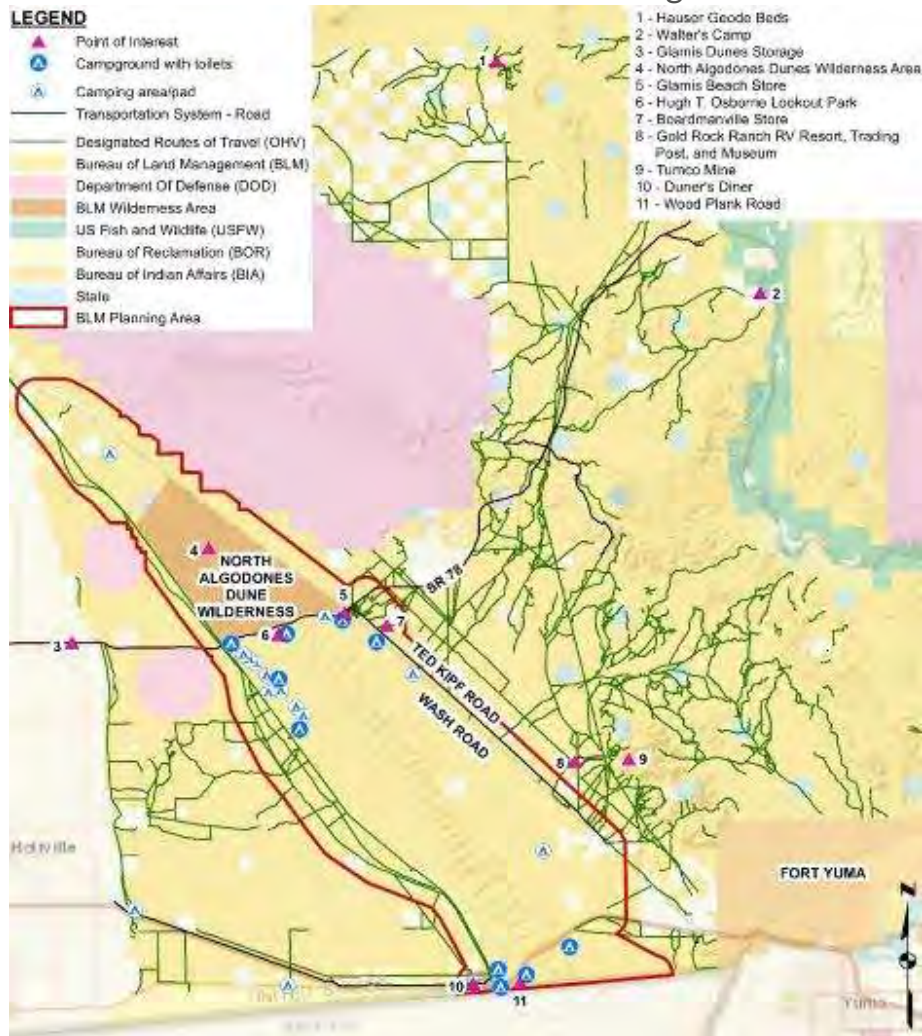 LEGEND
Point of Interest
Campground with toilets
Camping area/pad
Transportation System - Road
Designated Routes of Travel (OHV)
Bureau of Land Management (BLM)
Department Of Defense (DOD)
BLM Wilderness Area
US Fish and Wildlife (USFW)
Bureau of Reclamation (BOR)
Bureau of Indian Affairs (BIA)
State
BLM Planning Area
1 - Hauser Geode Beds
2 - Walter's Camp
3 - Glamis Dunes Storage
4 - North Algodones Dunes Wilderness Area
5 - Glamis Beach Store
6 - Hugh T. Osborne Lookout Park
7 - Boardmanville Store
8 - Gold Rock Ranch RV Resort, Trading
Post, and Museum
9 - Tumco Mine
10 - Duner's Diner
11 - Wood Plank Road
1
2
SR 78
4
NORTH
ALGODONES
DUNE
WILDERNESS
5
7
6
3
TED KIPF ROAD
WASH ROAD
8
9
Holtville
FORT YUMA
N
10
11
Yuma